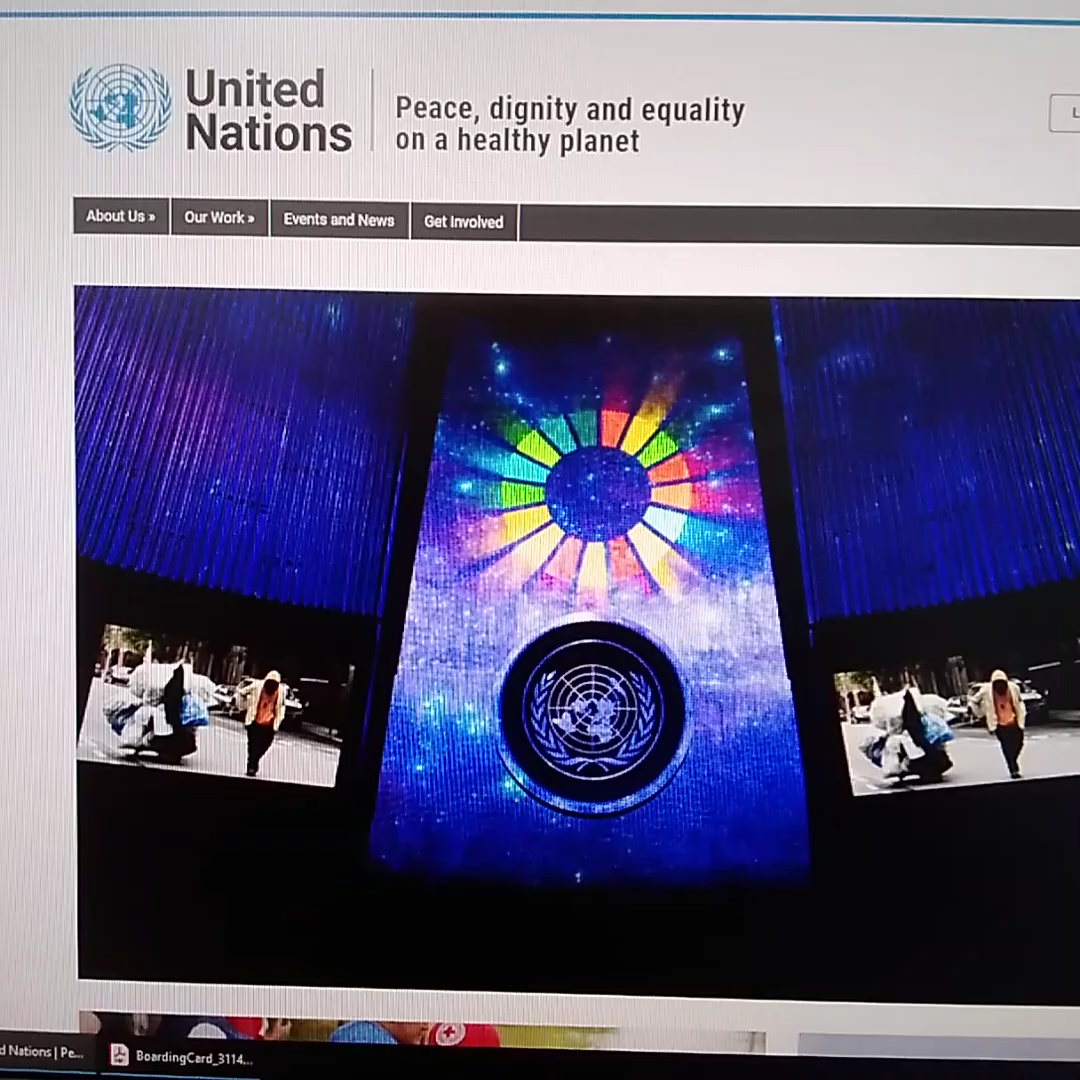 United
Nations
Peace, dignity and equality
on a healthy planet
About Us »
Our Work »
Events and News
Get Involved
Nations | Pe...
BoardingCard_3114...